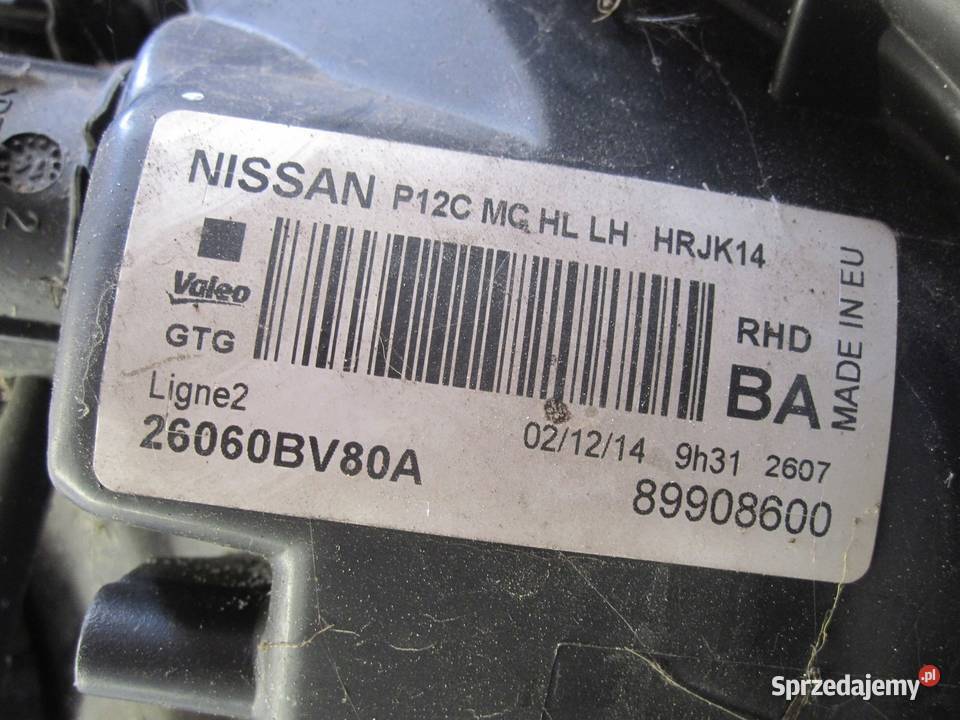 NISSAN P12C MC HL LH HRJK14
Valeo
GTG
RHD
BA
MADE IN EU
Ligne2
26060BV80A
02/12/14 9h31 2607
89908600
2
Sprzedajemy.pl